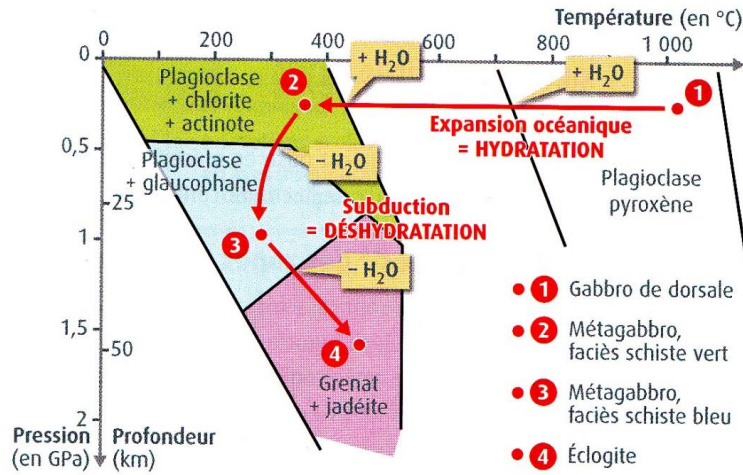 Température (en °C)
0 200 400 600 800 1 000
0
+ H₂O
+ H₂O
Plagioclase
+ chlorite
+ actinote
2
1
Expansion océanique
= HYDRATATION
0,5
Plagioclase
+ glaucophane
– H₂O
Plagioclase
pyroxène
25
Subduction
= DÉSHYDRATATION
1
3
– H₂O
1 Gabbro de dorsale
1,5
50
2 Métagabbro,
faciès schiste vert
4
Grenat
+ jadéite
3 Métagabbro,
faciès schiste bleu
2
Pression
(en GPa)
Profondeur
(km)
4 Éclogite